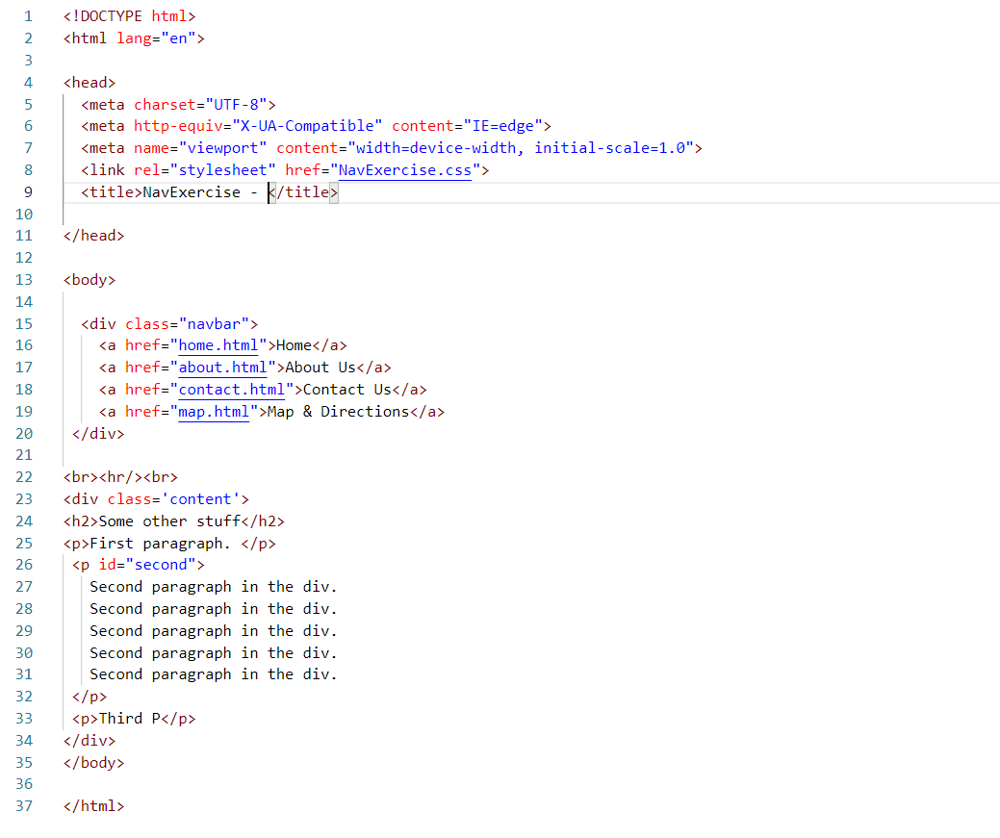 1 <!DOCTYPE html>
2 <html lang="en">
3
4 <head>
5 <meta charset="UTF-8">
6 <meta http-equiv="X-UA-Compatible" content="IE=edge">
7 <meta name="viewport" content="width=device-width, initial-scale=1.0">
8 <link rel="stylesheet" href="NavExercise.css">
9 <title>NavExercise - </title>
10
11 </head>
12
13 <body>
14
15 <div class="navbar">
16 <a href="home.html">Home</a>
17 <a href="about.html">About Us</a>
18 <a href="contact.html">Contact Us</a>
19 <a href="map.html">Map & Directions</a>
20 </div>
21
22 <br><hr/><br>
23 <div class='content'>
24 <h2>Some other stuff</h2>
25 <p>First paragraph. </p>
26 <p id="second">
27 Second paragraph in the div.
28 Second paragraph in the div.
29 Second paragraph in the div.
30 Second paragraph in the div.
31 Second paragraph in the div.
32 </p>
33 <p>Third P</p>
34 </div>
35 </body>
36
37 </html>